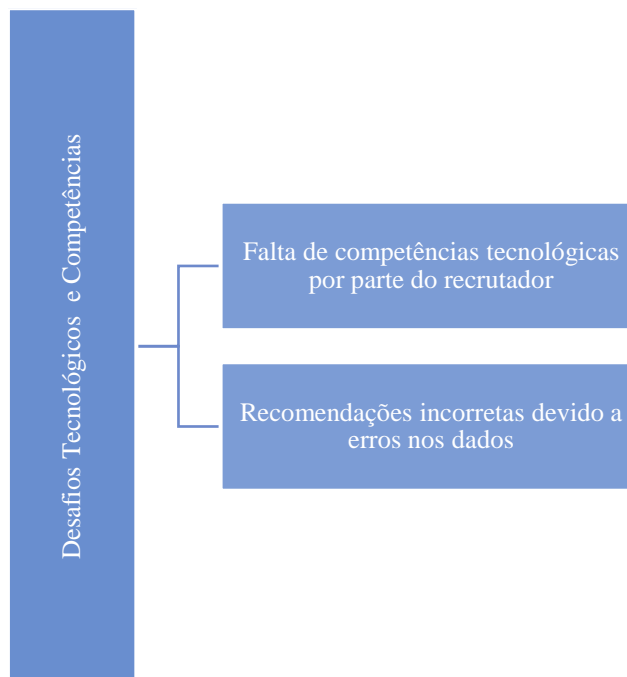 Desafios Tecnológicos e Competências
Falta de competências tecnológicas
por parte do recrutador
Recomendações incorretas devido a
erros nos dados